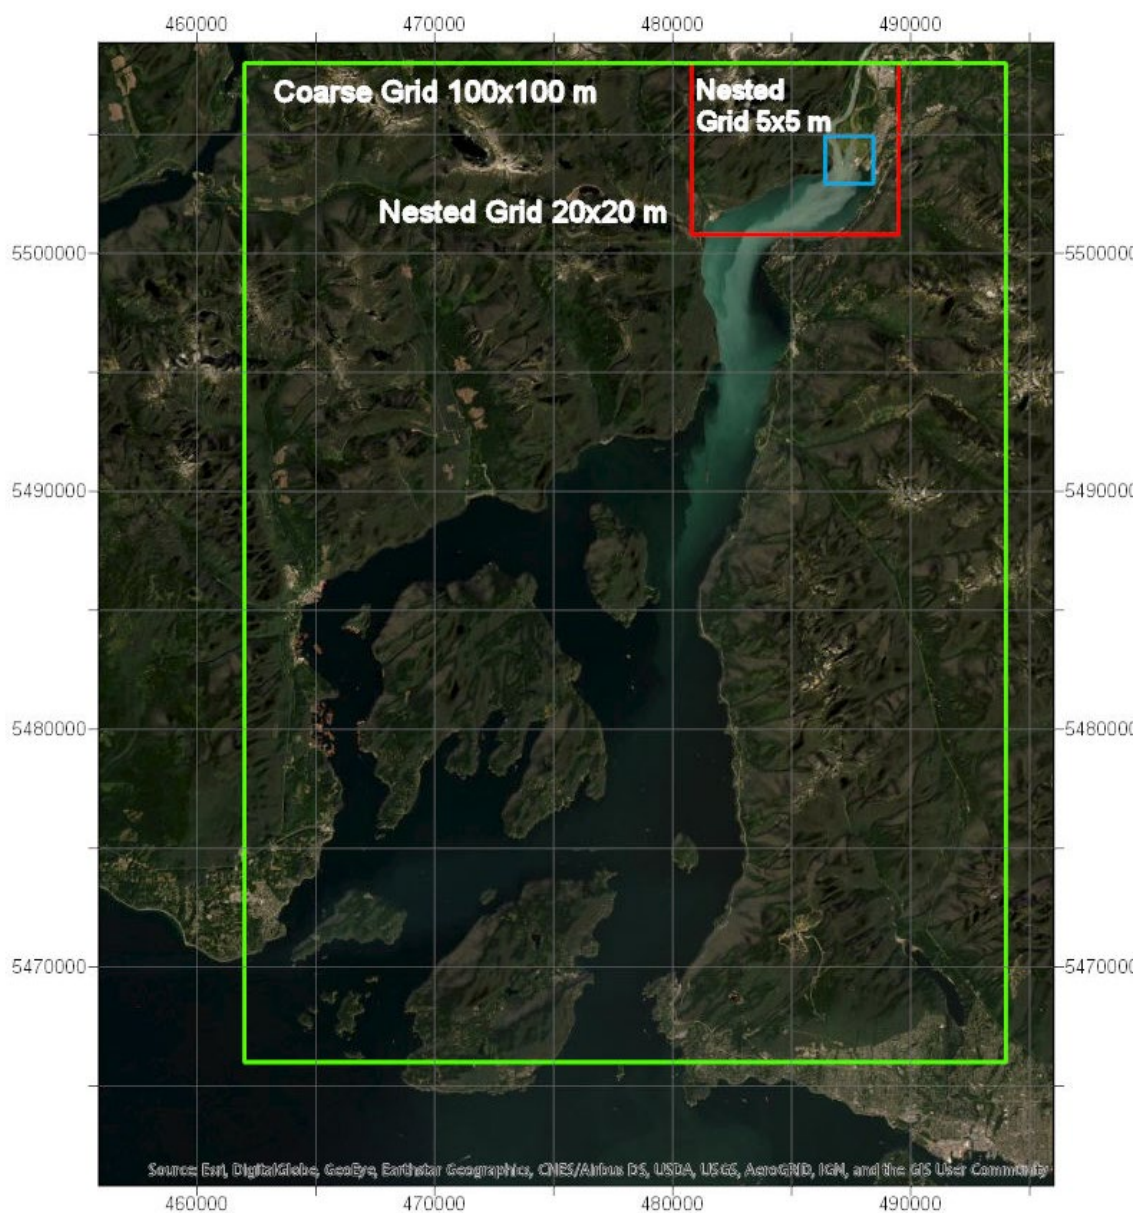 460000 470000 480000 490000
Coarse Grid 100x100 m
Nested
Grid 5x5 m
Nested Grid 20x20 m
5500000 5500000
5490000 5490000
5480000 5480000
5470000 5470000
Source: Esri, DigitalGlobe, GeoEye, Earthstar Geographics, CNES/Airbus DS, USDA, USGS, AeroGRID, IGN, and the GIS User Community
460000 470000 480000 490000